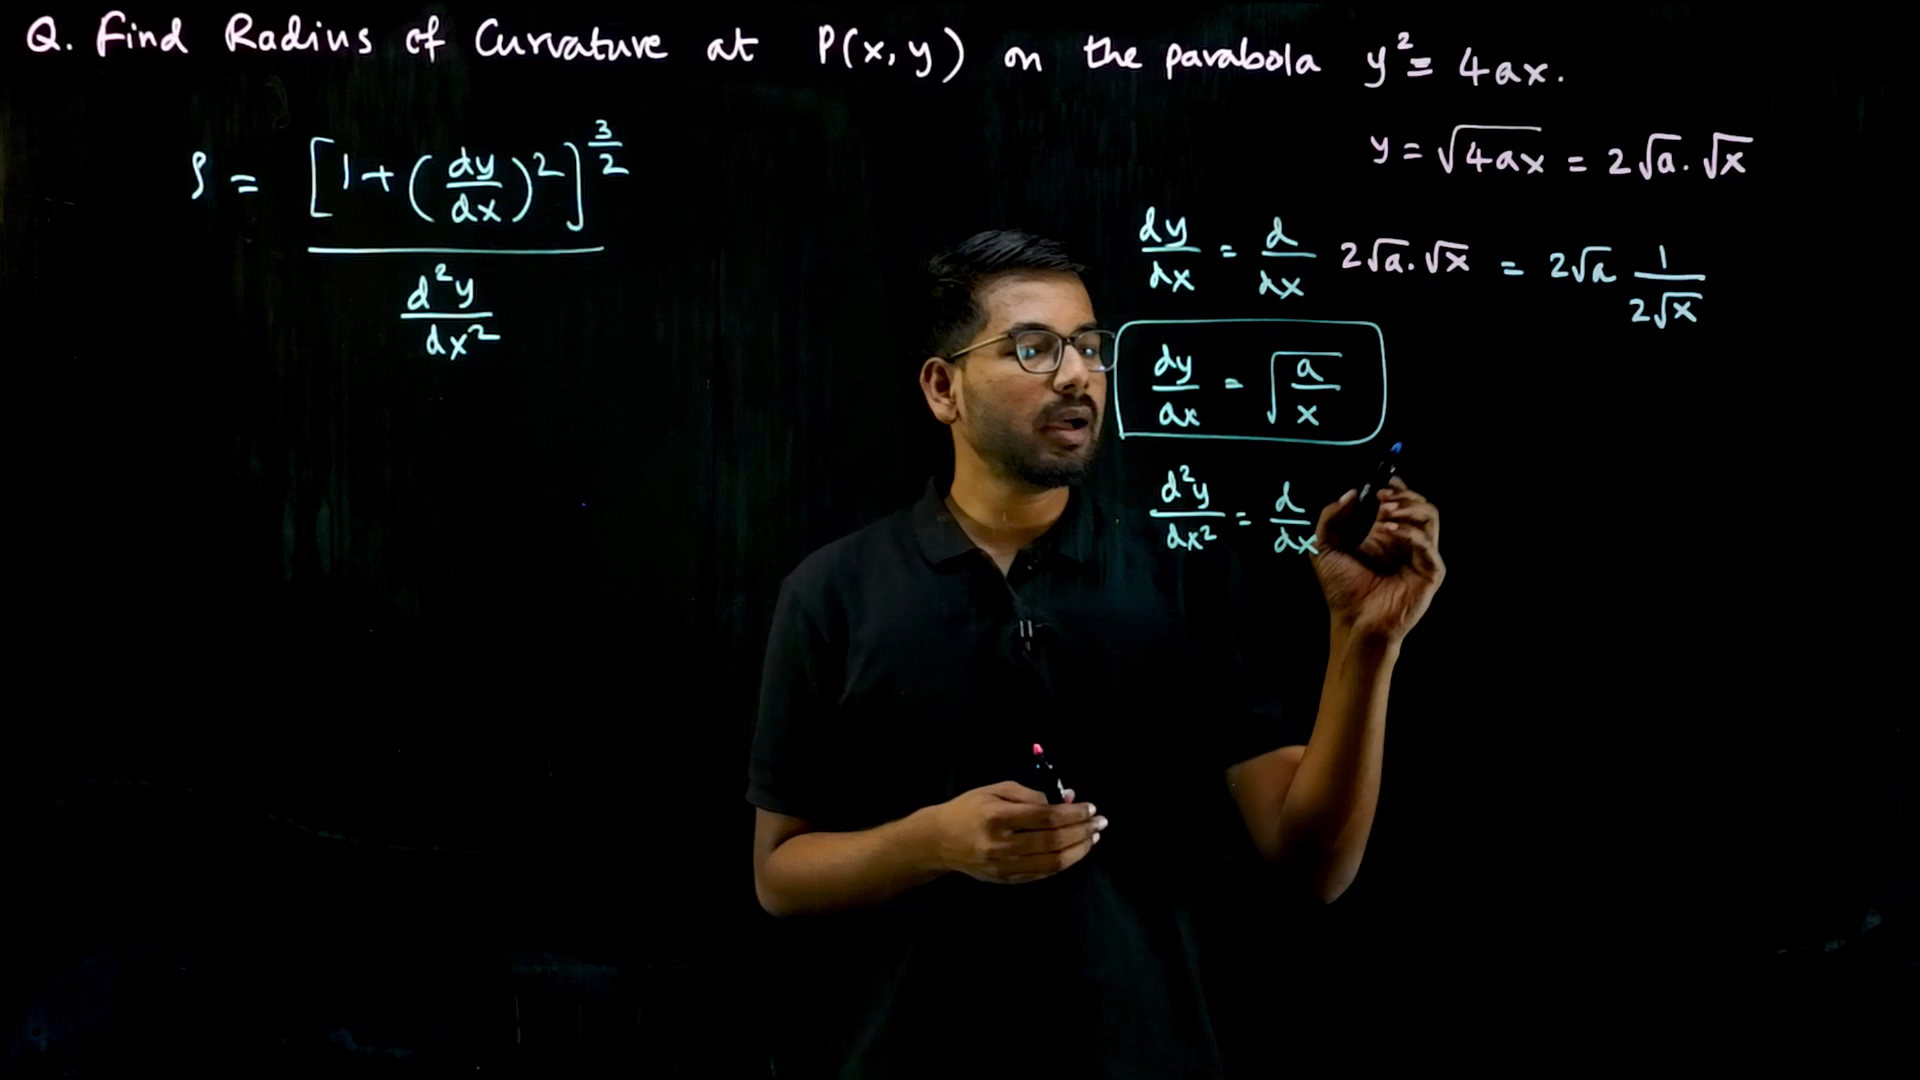 Q. Find Radius of Curvature at P(x, y) on the parabola y² = 4ax.
y = √4ax = 2√a. √x
ρ = [1 + (dy/dx)²]^(3/2) / (d²y/dx²)
dy/dx = d/dx 2√a. √x = 2√a 1/(2√x)
dy/dx = √(a/x)
d²y/dx² = d/dx